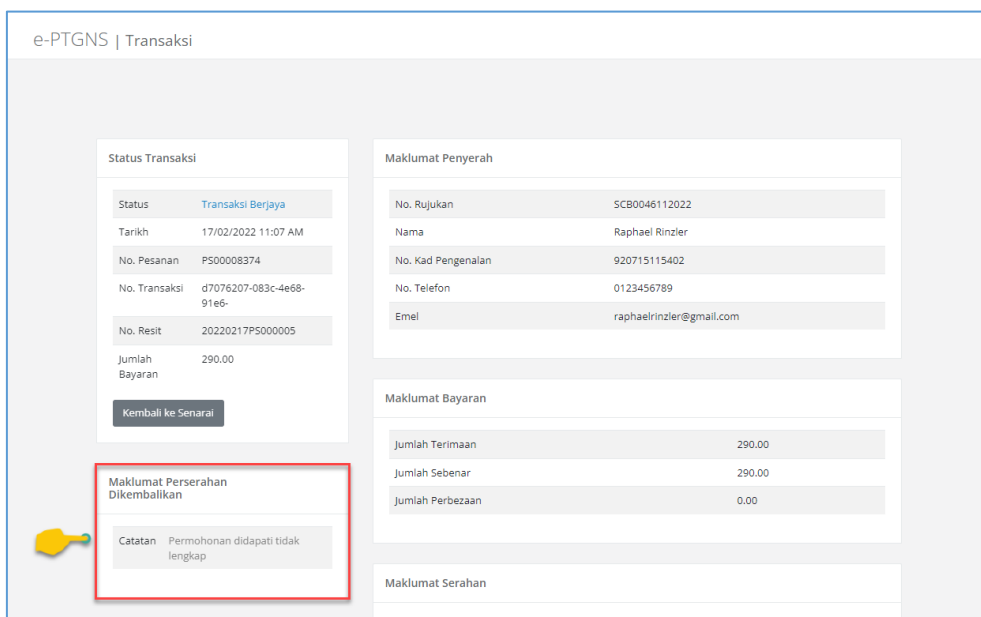 e-PTGNS | Transaksi
Status Transaksi
Status Transaksi Berjaya
Tarikh 17/02/2022 11:07 AM
No. Pesanan PS00008374
No. Transaksi d7076207-083c-4e68-
91e6-
No. Resit 20220217PS000005
Jumlah 290.00
Bayaran
Kembali ke Senarai
Maklumat Perserahan
Dikembalikan
Catatan Permohonan didapati tidak
lengkap
Maklumat Penyerah
No. Rujukan SCB0046112022
Nama Raphael Rinzler
No. Kad Pengenalan 920715115402
No. Telefon 0123456789
Emel raphaelrinzler@gmail.com
Maklumat Bayaran
Jumlah Terimaan 290.00
Jumlah Sebenar 290.00
Jumlah Perbezaan 0.00
Maklumat Serahan